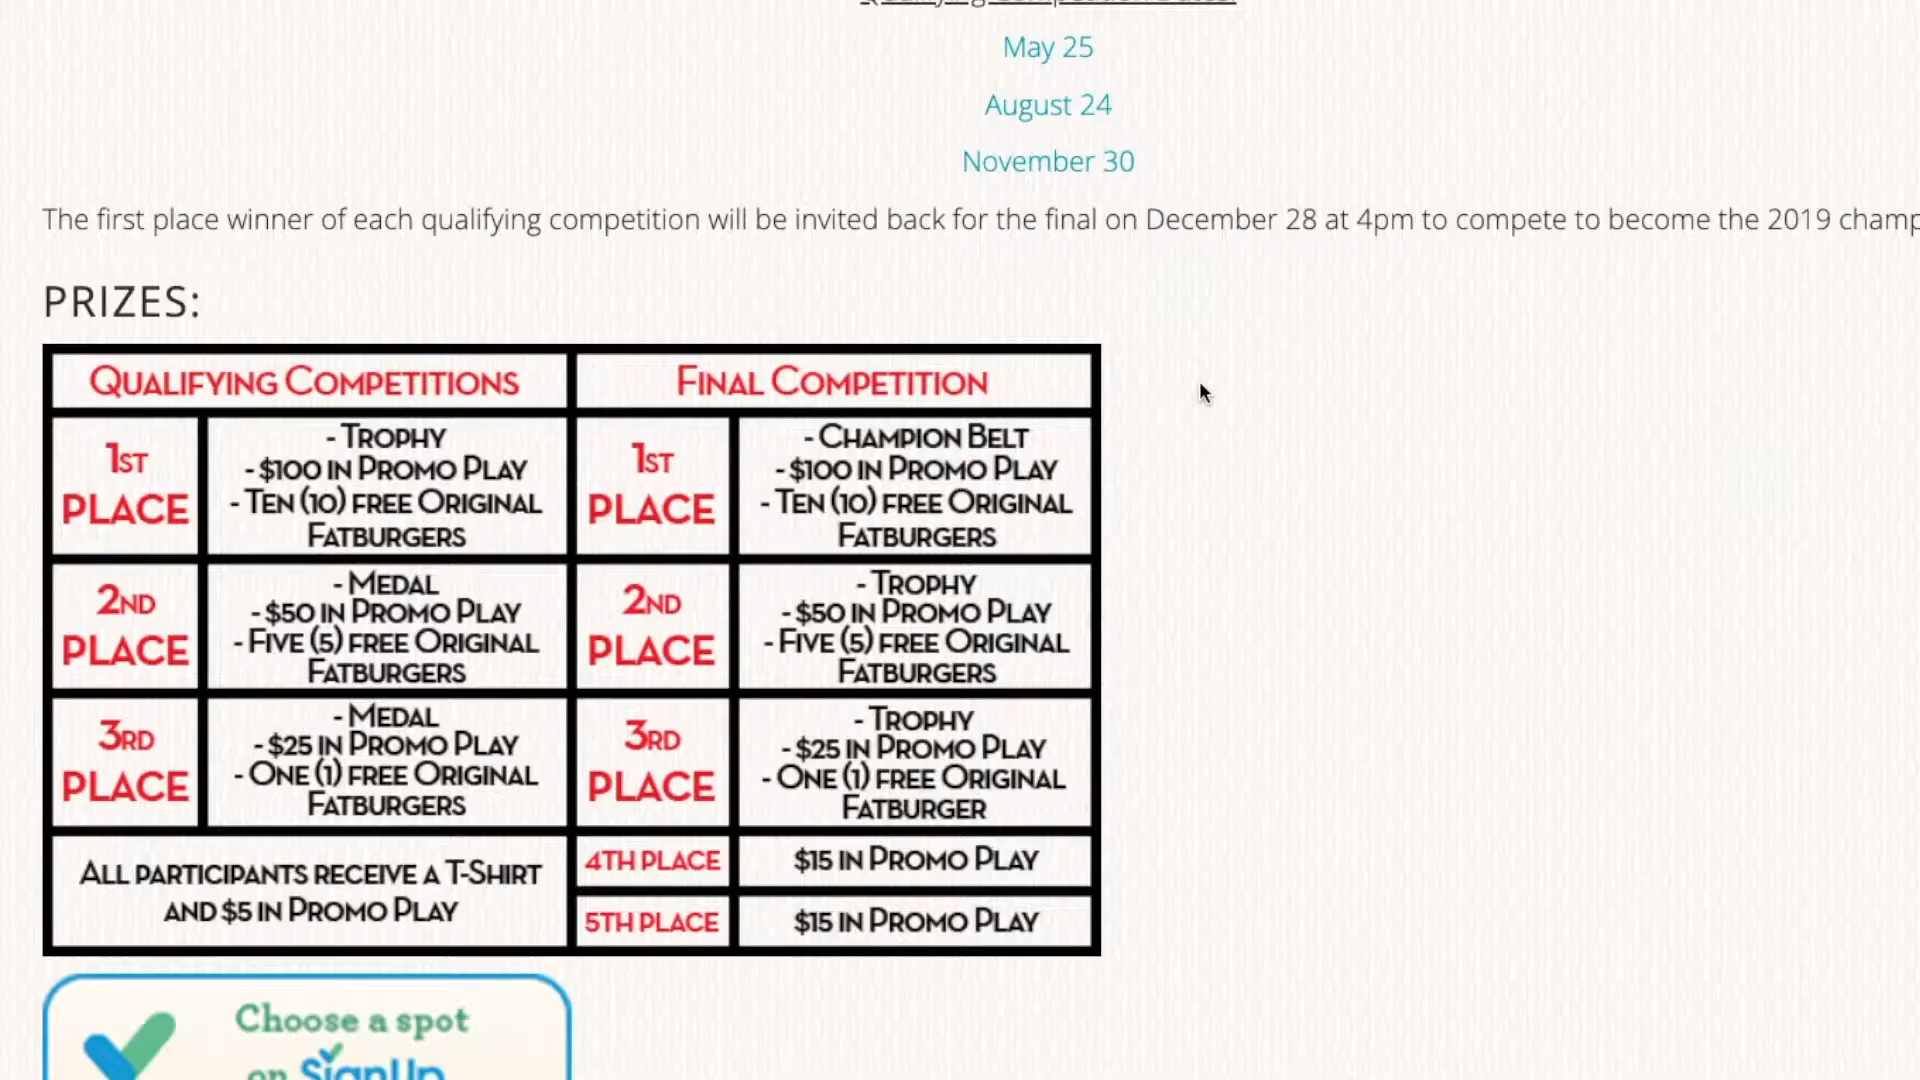 May 25
August 24
November 30
The first place winner of each qualifying competition will be invited back for the final on December 28 at 4pm to compete to become the 2019 champ
PRIZES:
QUALIFYING COMPETITIONS
FINAL COMPETITION
1ST
PLACE
- TROPHY
- $100 IN PROMO PLAY
- TEN (10) FREE ORIGINAL
FATBURGERS
1ST
PLACE
- CHAMPION BELT
- $100 IN PROMO PLAY
- TEN (10) FREE ORIGINAL
FATBURGERS
2ND
PLACE
- MEDAL
- $50 IN PROMO PLAY
- FIVE (5) FREE ORIGINAL
FATBURGERS
2ND
PLACE
- TROPHY
- $50 IN PROMO PLAY
- FIVE (5) FREE ORIGINAL
FATBURGERS
3RD
PLACE
- MEDAL
- $25 IN PROMO PLAY
- ONE (1) FREE ORIGINAL
FATBURGERS
3RD
PLACE
- TROPHY
- $25 IN PROMO PLAY
- ONE (1) FREE ORIGINAL
FATBURGER
ALL PARTICIPANTS RECEIVE A T-SHIRT
AND $5 IN PROMO PLAY
4TH PLACE
$15 IN PROMO PLAY
5TH PLACE
$15 IN PROMO PLAY
Choose a spot
on SignUp